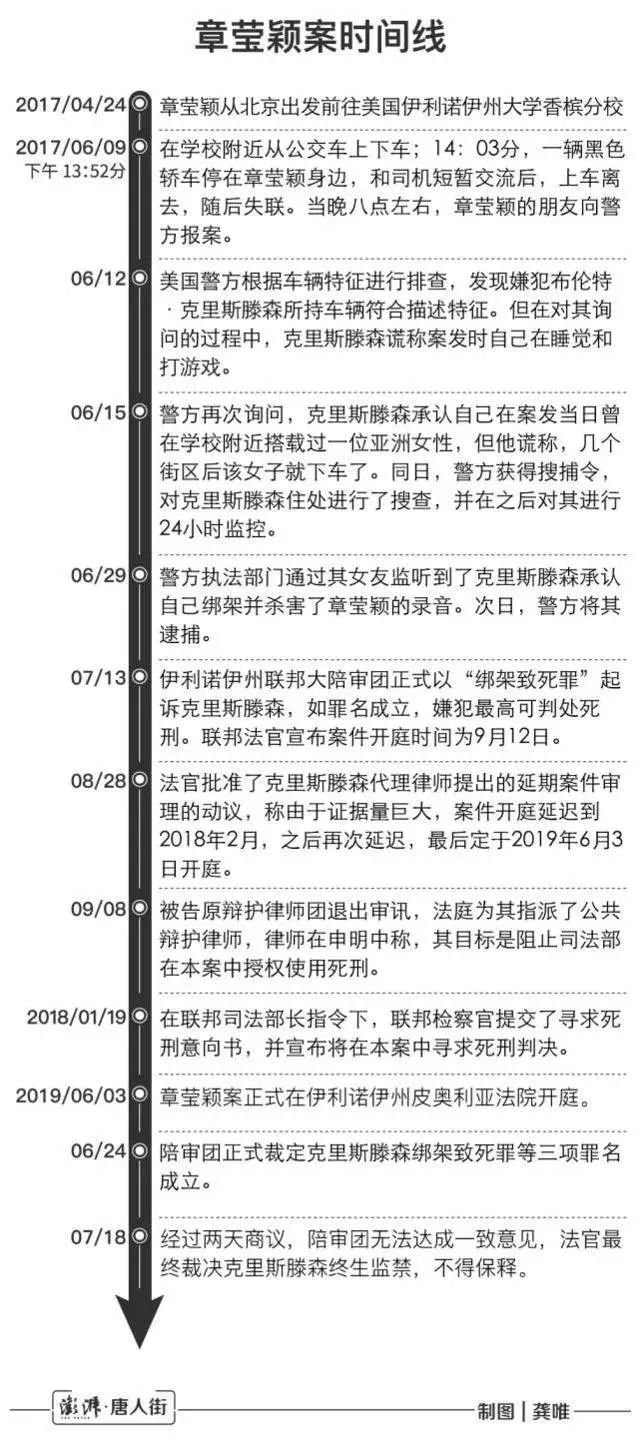 章莹颖案时间线
2017/04/24
章莹颖从北京出发前往美国伊利诺伊州大学香槟分校
2017/06/09
下午 13:52分
在学校附近从公交车上下车；14：03分，一辆黑色
轿车停在章莹颖身边，和司机短暂交流后，上车离
去，随后失联。当晚八点左右，章莹颖的朋友向警
方报案。
06/12
美国警方根据车辆特征进行排查，发现嫌犯布伦特
·克里斯滕森所持车辆符合描述特征。但在对其询
问的过程中，克里斯滕森谎称案发时自己在睡觉和
打游戏。
06/15
警方再次询问，克里斯滕森承认自己在案发当日曾
在学校附近搭载过一位亚洲女性，但他谎称，几个
街区后该女子就下车了。同日，警方获得搜捕令，
对克里斯滕森住处进行了搜查，并在之后对其进行
24小时监控。
06/29
警方执法部门通过其女友监听到了克里斯滕森承认
自己绑架并杀害了章莹颖的录音。次日，警方将其
逮捕。
07/13
伊利诺伊州联邦大陪审团正式以“绑架致死罪”起
诉克里斯滕森，如罪名成立，嫌犯最高可判处死
刑。联邦法官宣布案件开庭时间为9月12日。
08/28
法官批准了克里斯滕森代理律师提出的延期案件审
理的动议，称由于证据量巨大，案件开庭延迟到
2018年2月，之后再次延迟，最后定于2019年6月3
日开庭。
09/08
被告原辩护律师团退出审讯，法庭为其指派了公共
辩护律师，律师在申明中称，其目标是阻止司法部
在本案中授权使用死刑。
2018/01/19
在联邦司法部长指令下，联邦检察官提交了寻求死
刑意向书，并宣布将在本案中寻求死刑判决。
2019/06/03
章莹颖案正式在伊利诺伊州皮奥利亚法院开庭。
06/24
陪审团正式裁定克里斯滕森绑架致死罪等三项罪名
成立。
07/18
经过两天商议，陪审团无法达成一致意见，法官最
终裁决克里斯滕森终生监禁，不得保释。
澎湃·唐人街
制图 | 龚唯